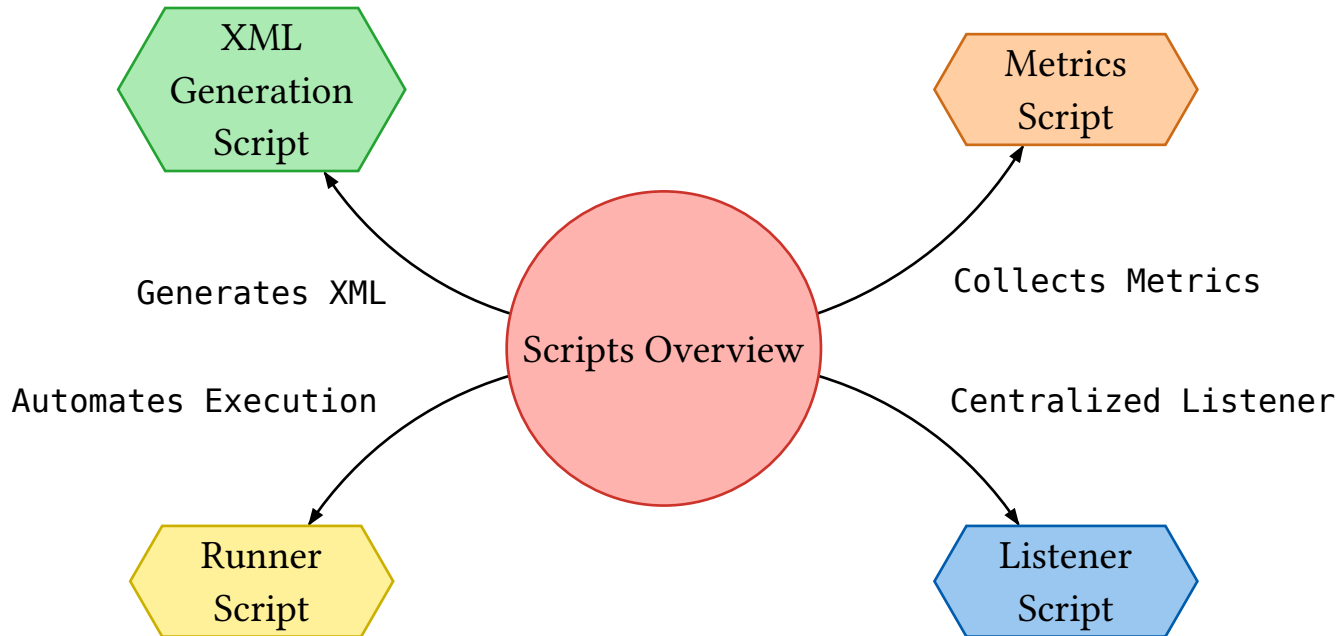 XML
Generation
Script
Metrics
Script
Generates XML
Collects Metrics
Scripts Overview
Automates Execution
Centralized Listener
Runner
Script
Listener
Script